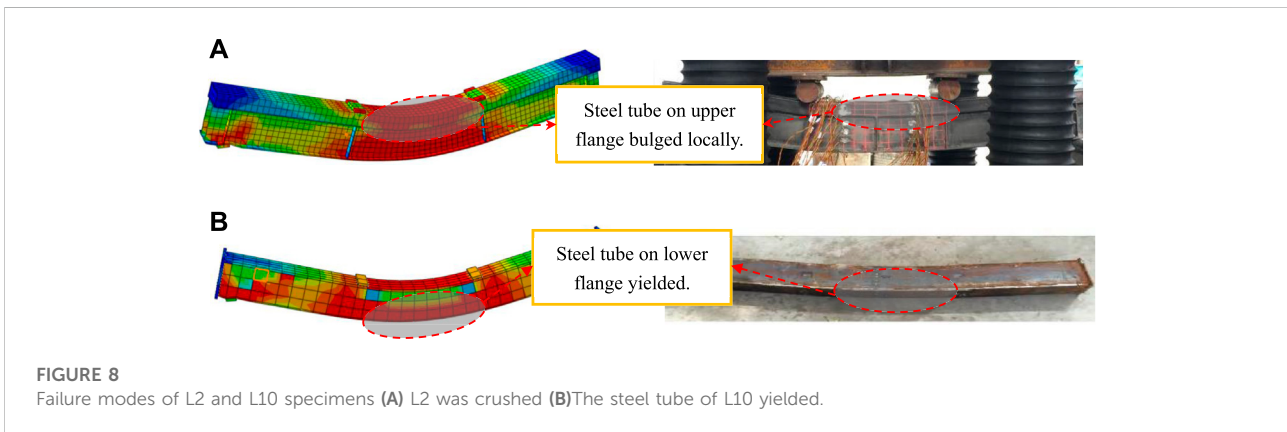 A
Steel tube on upper
flange bulged locally.
B
Steel tube on lower
flange yielded.
FIGURE 8
Failure modes of L2 and L10 specimens (A) L2 was crushed (B)The steel tube of L10 yielded.